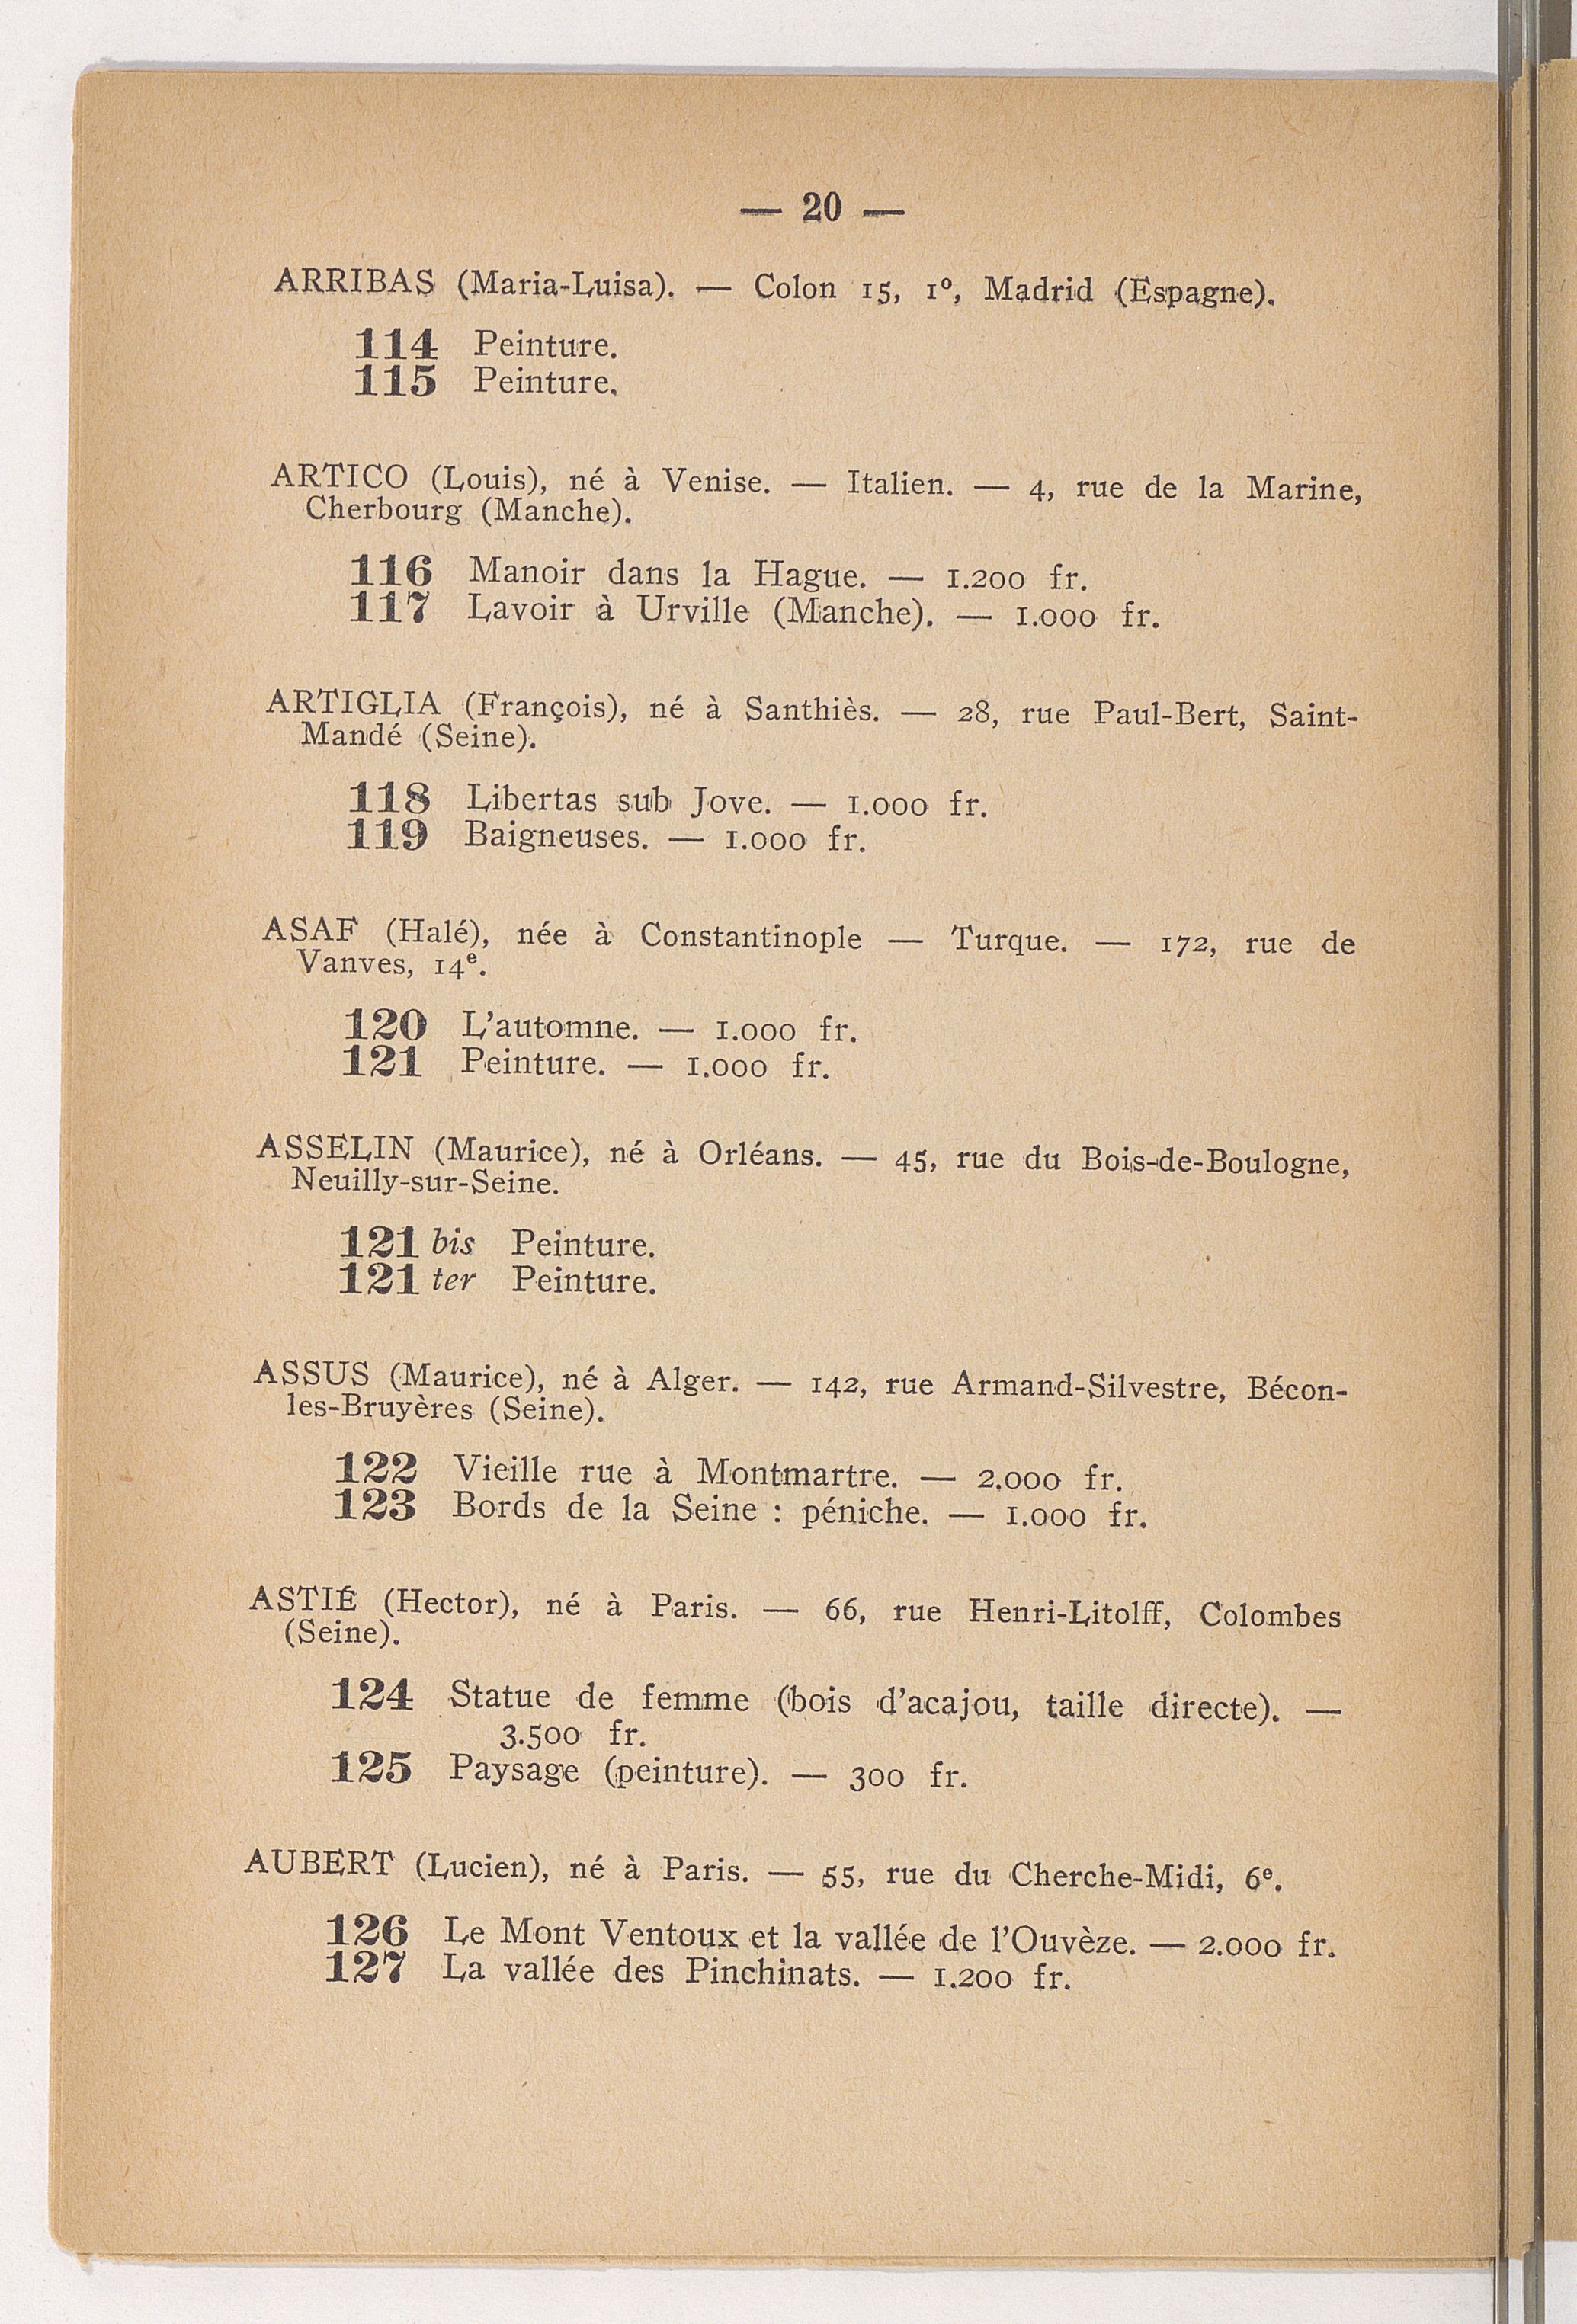 — 20 —
ARRIBAS (Maria-Luisa). — Colon 15, 1º, Madrid (Espagne).
114 Peinture.
115 Peinture.
ARTICO (Louis), né à Venise. — Italien. — 4, rue de la Marine,
Cherbourg (Manche).
116 Manoir dans la Hague. — 1.200 fr.
117 Lavoir à Urville (Manche). — 1.000 fr.
ARTIGLIA (François), né à Santhiès. — 28, rue Paul-Bert, Saint-
Mandé (Seine).
118 Libertas sub Jove. — 1.000 fr.
119 Baigneuses. — 1.000 fr.
ASAF (Halé), née à Constantinople — Turque. — 172, rue de
Vanves, 14e.
120 L'automne. — 1.000 fr.
121 Peinture. — 1.000 fr.
ASSELIN (Maurice), né à Orléans. — 45, rue du Bois-de-Boulogne,
Neuilly-sur-Seine.
121 bis Peinture.
121 ter Peinture.
ASSUS (Maurice), né à Alger. — 142, rue Armand-Silvestre, Bécon-
les-Bruyères (Seine).
122 Vieille rue à Montmartre. — 2.000 fr.
123 Bords de la Seine : péniche. — 1.000 fr.
ASTIÉ (Hector), né à Paris. — 66, rue Henri-Litolff, Colombes
(Seine).
124 Statue de femme (bois d'acajou, taille directe). —
3.500 fr.
125 Paysage (peinture). — 300 fr.
AUBERT (Lucien), né à Paris. — 55, rue du Cherche-Midi, 6e.
126 Le Mont Ventoux et la vallée de l'Ouvèze. — 2.000 fr.
127 La vallée des Pinchinats. — 1.200 fr.